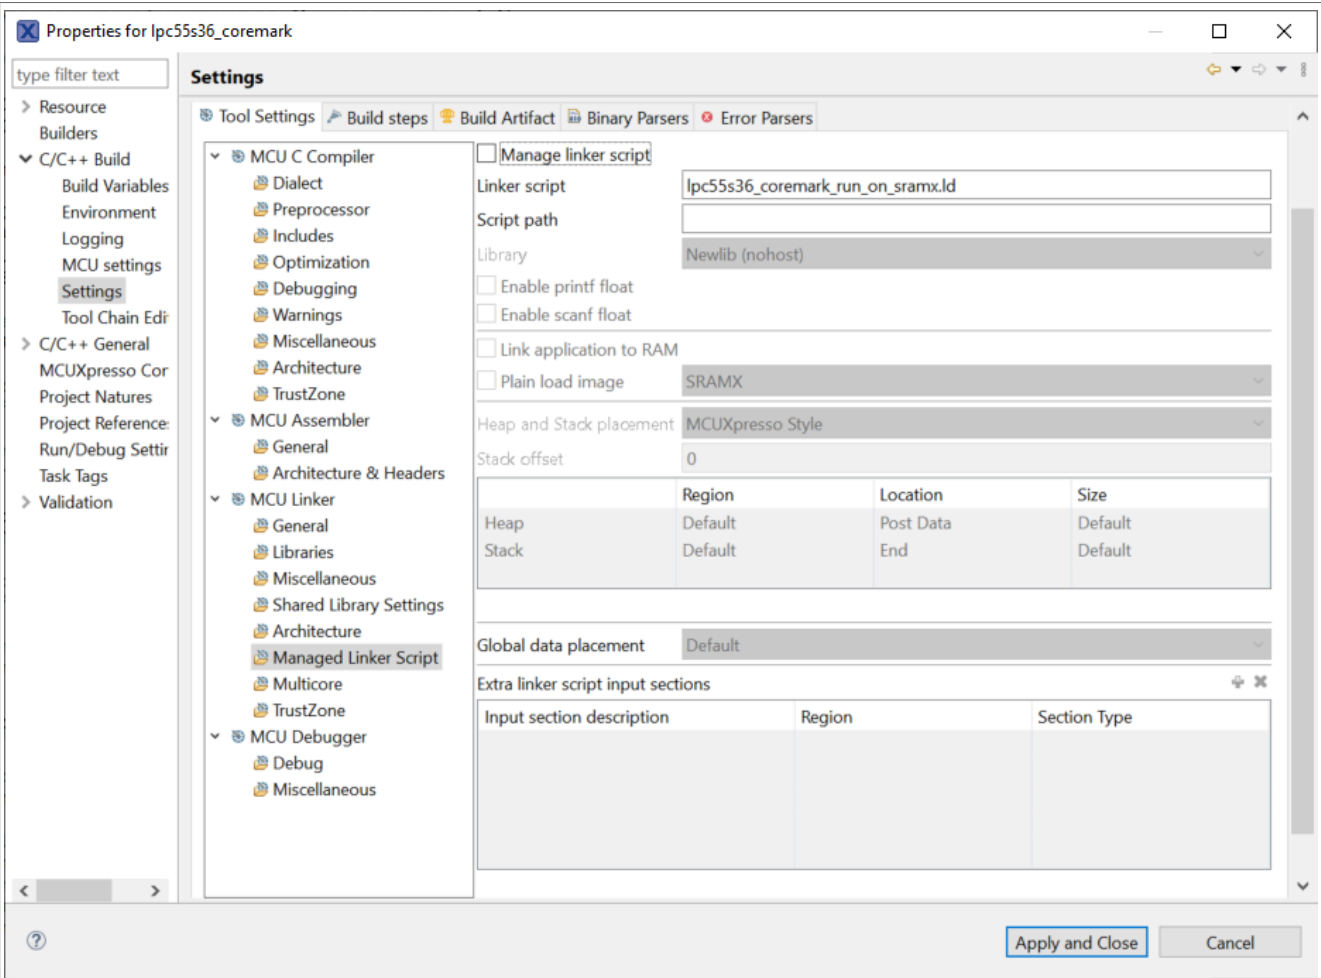 Properties for lpc55s36_coremark
type filter text
Resource
Builders
C/C++ Build
Build Variables
Environment
Logging
MCU settings
Settings
Tool Chain Edi
C/C++ General
MCUXpresso Cor
Project Natures
Project Reference
Run/Debug Settir
Task Tags
Validation
Settings
Tool Settings
Build steps
Build Artifact
Binary Parsers
Error Parsers
MCU C Compiler
Dialect
Preprocessor
Includes
Optimization
Debugging
Warnings
Miscellaneous
Architecture
TrustZone
MCU Assembler
General
Architecture & Headers
MCU Linker
General
Libraries
Miscellaneous
Shared Library Settings
Architecture
Managed Linker Script
Multicore
TrustZone
MCU Debugger
Debug
Miscellaneous
Manage linker script
Linker script lpc55s36_coremark_run_on_sramx.ld
Script path
Library Newlib (nohost)
Enable printf float
Enable scanf float
Link application to RAM
Plain load image SRAMX
Heap and Stack placement MCUXpresso Style
Stack offset 0
Region Location Size
Heap Default Post Data Default
Stack Default End Default
Global data placement Default
Extra linker script input sections
Input section description Region Section Type
Apply and Close
Cancel